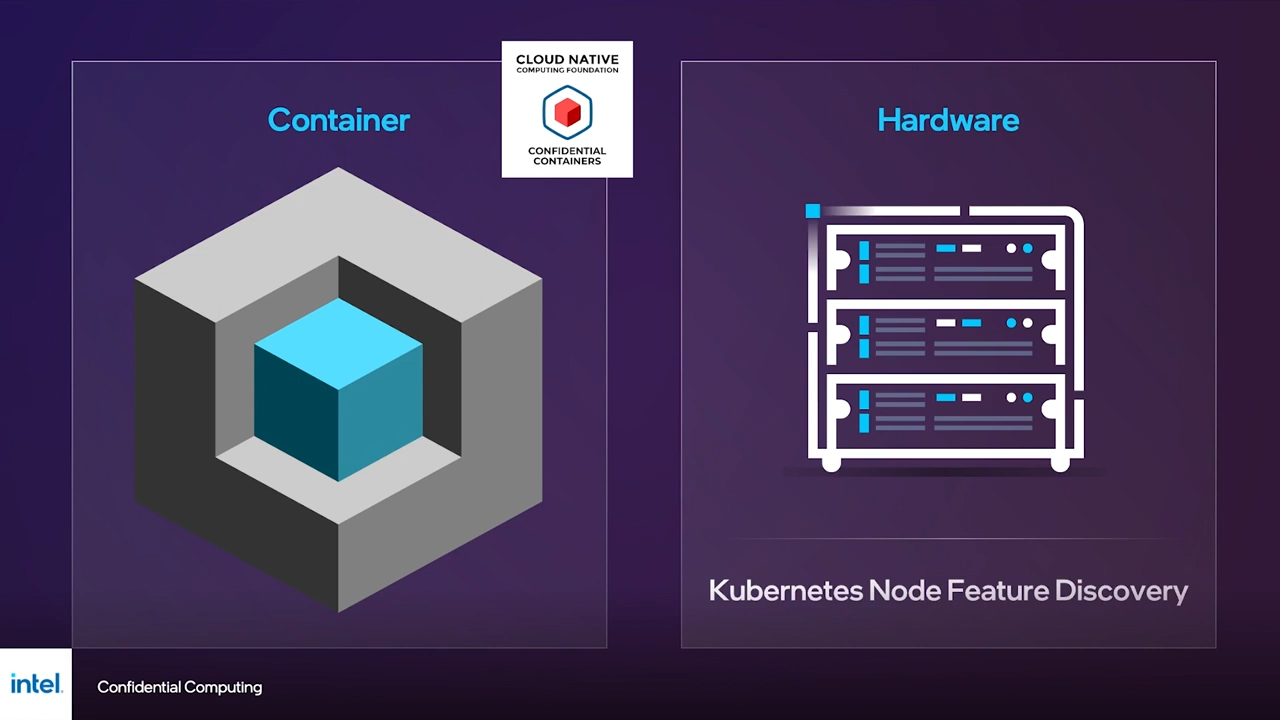 Container
CLOUD NATIVE
COMPUTING FOUNDATION
CONFIDENTIAL
CONTAINERS
Hardware
Kubernetes Node Feature Discovery
intel.
Confidential Computing